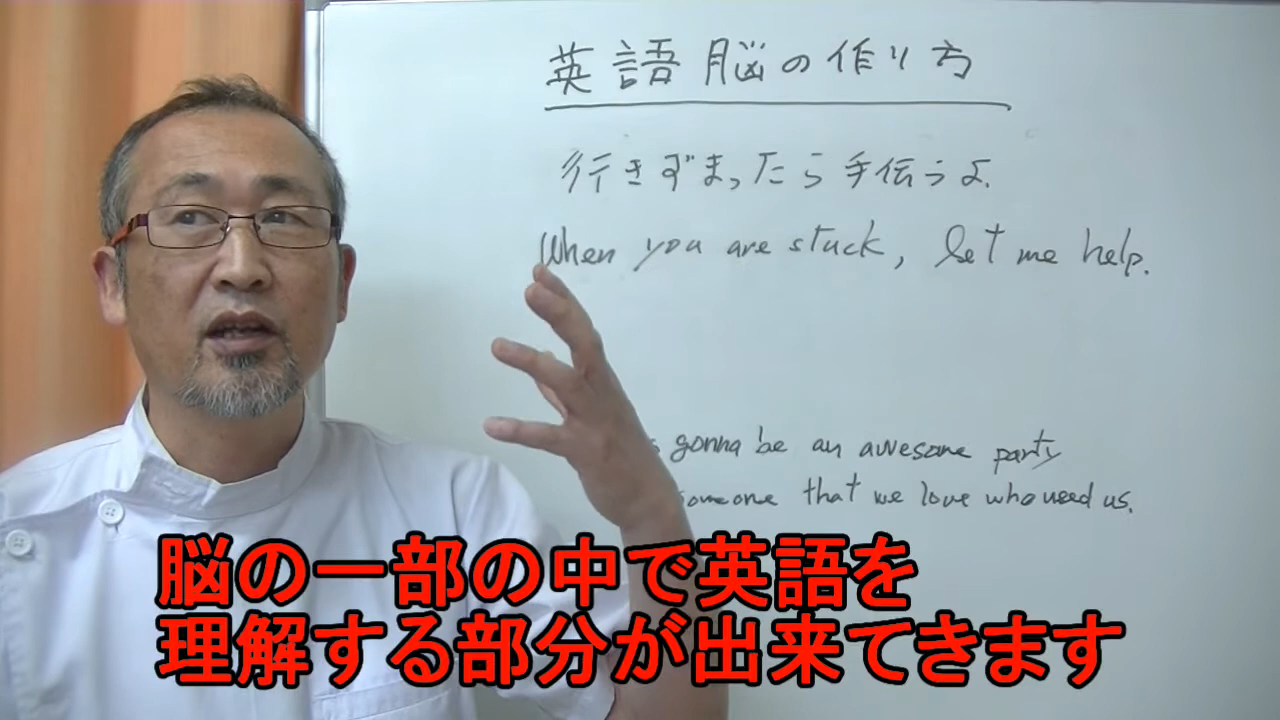 英語脳の作り方
行きずまったら手伝うよ.
When you are stuck, let me help.
gonna be an awesome party
someone that we love who need us.
脳の一部の中で英語を
理解する部分が出来てきます